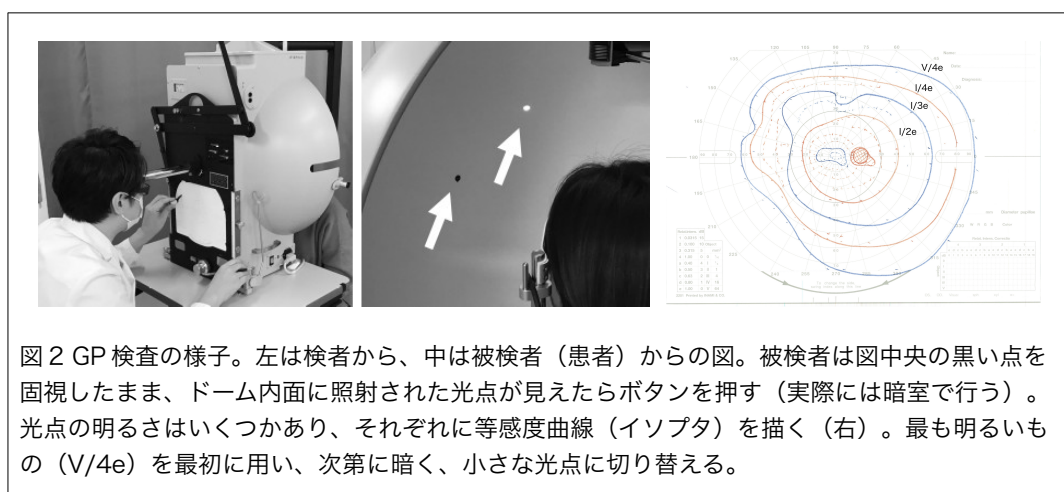 V/4e
I/4e
I/3e
I/2e
図2 GP検査の様子。左は検者から、中は被検者（患者）からの図。被検者は図中央の黒い点を
固視したまま、ドーム内面に照射された光点が見えたらボタンを押す（実際には暗室で行う）。
光点の明るさはいくつかあり、それぞれに等感度曲線（イソプタ）を描く（右）。最も明るいも
の（V/4e）を最初に用い、次第に暗く、小さな光点に切り替える。